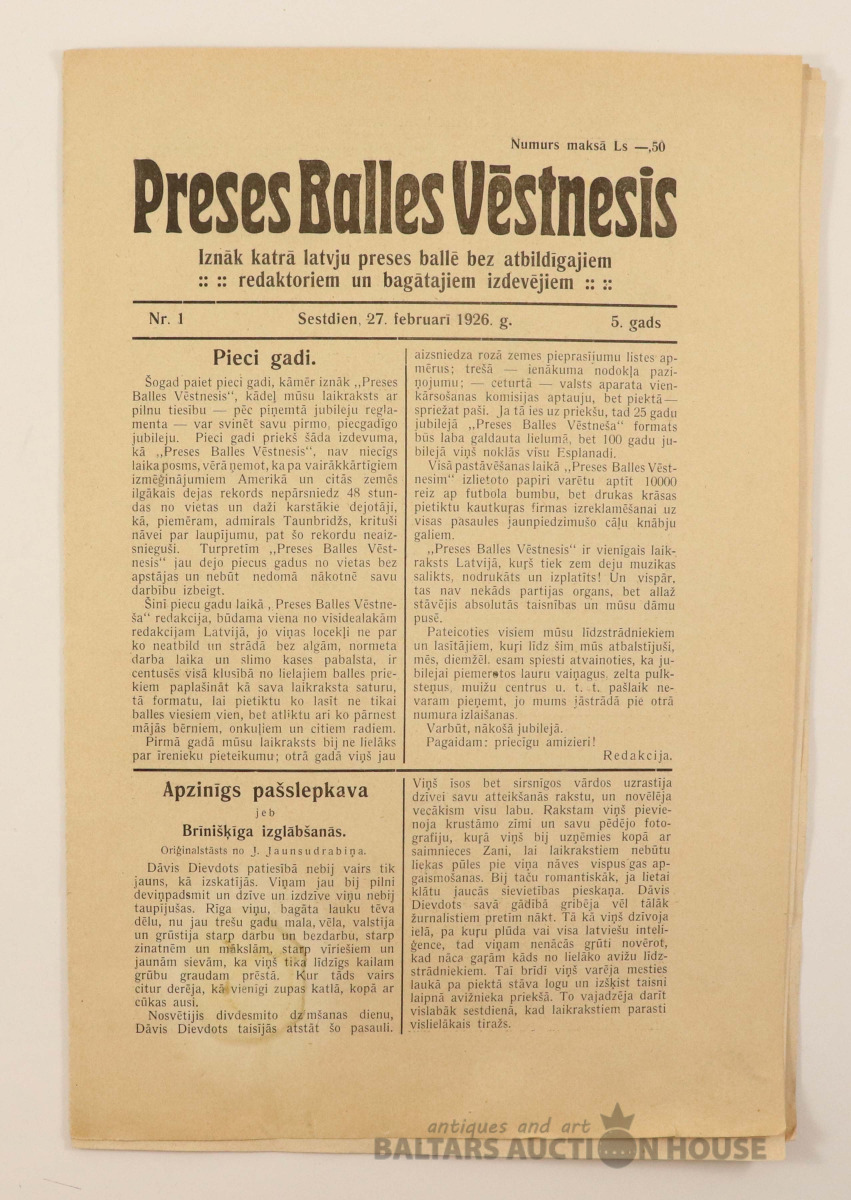 Numurs maksā Ls —,50
Preses Balles Vēstnesis
Iznāk katrā latvju preses ballē bez atbildīgajiem
:: :: redaktoriem un bagātajiem izdevējiem :: ::
Nr. 1 Sestdien, 27. februarī 1926. g. 5. gads
Pieci gadi.
Šogad paiet pieci gadi, kāmēr iznāk „Preses
Balles Vēstnesis“, kādeļ mūsu laikraksts ar
pilnu tiesību — pēc pieņemtā jubileju regla-
menta — var svinēt savu pirmo, piecgadīgo
jubileju. Pieci gadi priekš šāda izdevuma,
kā „Preses Balles Vēstnesis“, nav niecīgs
laika posms, vērā ņemot, ka pa vairākkārtīgiem
izmēģinājumiem Amerikā un citās zemēs
ilgākais dejas rekords nepārsniedz 48 stun-
das no vietas un daži karstākie dejotāji,
kā, piemēram, admirals Taunbridžs, krituši
nāvei par laupījumu, pat šo rekordu neaiz-
snieguši. Turpretim „Preses Balles Vēst-
nesis“ jau dejo piecus gadus no vietas bez
apstājas un nebūt nedomā nākotnē savu
darbību izbeigt.
Šinī piecu gadu laikā , Preses Balles Vēstne-
ša“ redakcija, būdama viena no visidealakām
redakcijam Latvijā, jo viņas locekļi ne par
ko neatbild un strādā bez algām, normeta
darba laika un slimo kases pabalsta, ir
centusēs visā klusībā no lielajiem balles prie-
kiem paplašināt kā sava laikraksta saturu,
tā formatu, lai pietiktu ko lasīt ne tikai
balles viesiem vien, bet atliktu arī ko pārnest
mājās bērniem, onkuļiem un citiem radiem.
Pirmā gadā mūsu laikraksts bij ne lielāks
par irenieku pieteikumu; otrā gadā viņš jau
aizsniedza rozā zemes pieprasījumu listes ap-
mērus; trešā — ienākuma nodokļa pazi-
ņojumu; — ceturtā — valsts aparata vien-
kāršošanas komisijas aptauju, bet piektā —
spriežat paši. Ja tā ies uz priekšu, tad 25 gadu
jubilejā „Preses Balles Vēstneša“ formats
būs laba galdauta lielumā, bet 100 gadu ju-
bilejā viņš noklās visu Esplanadi.
Visā pastāvēšanas laikā „Preses Balles Vēst-
nesim“ izlietoto papiri varētu aptīt 10000
reiz ap futbola bumbu, bet drukas krāsas
pietiktu kautkuŗas firmas izreklamēšanai uz
visas pasaules jaunpiedzimušo cāļu knābju
galiem.
„Preses Balles Vēstnesis“ ir vienīgais laik-
raksts Latvijā, kuŗš tiek zem deju muzikas
salikts, nodrukāts un izplatīts! Un vispār,
tas nav nekāds partijas organs, bet allaž
stāvējis absolutās taisnības un mūsu dāmu
pusē.
Pateicoties visiem mūsu līdzstrādniekiem
un lasītājiem, kuŗi līdz šim mūs atbalstījuši,
mēs, diemžēl, esam spiesti atvainoties, ka ju-
bilejai piemerotos lauru vaiņagus, zelta pulk-
steņus, muižu centrus u. t. t. pašlaik ne-
varam pieņemt, jo mums jāstrādā pie otrā
numura izlaišanas.
Varbūt, nākošā jubilejā.
Pagaidam: priecīgu amizieri!
Redakcija.
Apzinīgs pašslepkava
jeb
Brīnišķīga izglābšanās.
Oriģinalstāsts no J. Jaunsudrabiņa.
Dāvis Dievdots patiesībā nebij vairs tik
jauns, kā izskatījās. Viņam jau bij pilni
deviņpadsmit un dzīve un izdzīve viņu nebij
taupījušas. Rīga viņu, bagāta lauku tēva
dēlu, nu jau trešu gadu mala, vēla, valstīja
un grūstīja starp darbu un bezdarbu, starp
zinatnēm un mākslām, starp vīriešiem un
jaunām sievām, ka viņš tika līdzīgs kailam
grūbu graudam prēstā. Kur tāds vairs
citur derēja, kā vienīgi zupas katlā, kopā ar
cūkas ausi.
Nosvētījis divdesmito dz'mšanas dienu,
Dāvis Dievdots taisījās atstāt šo pasauli.
Viņš īsos bet sirsnīgos vārdos uzrastīja
dzīvei savu atteikšanās rakstu, un novēlēja
vecākism visu labu. Rakstam viņš pievie-
noja krustāmo zīmi un savu pēdējo foto-
grafiju, kuŗā viņš bij uzņēmies kopā ar
saimnieces Zani, lai laikrakstiem nebūtu
liekas pūles pie viņa nāves vispus'gas ap-
gaismošanas. Bij taču romantiskāk, ja lietai
klātu jaucās sievietības pieskaņa. Dāvis
Dievdots savā gādībā gribēja vēl tālāk
žurnalistiem pretim nākt. Tā kā viņš dzīvoja
ielā, pa kuŗu plūda vai visa latviešu inteli-
ģence, tad viņam nenācās grūti novērot,
kad nāca gaŗām kāds no lielāko avīžu līdz-
strādniekiem. Tai brīdī viņš varēja mesties
laukā pa piektā stāva logu un izšķist taisni
laipnā avīžnieka priekšā. To vajadzēja darīt
vislabāk sestdienā, kad laikrakstiem parasti
vislielākais tiražs.
antiques and art
BALTARS AUCTION HOUSE